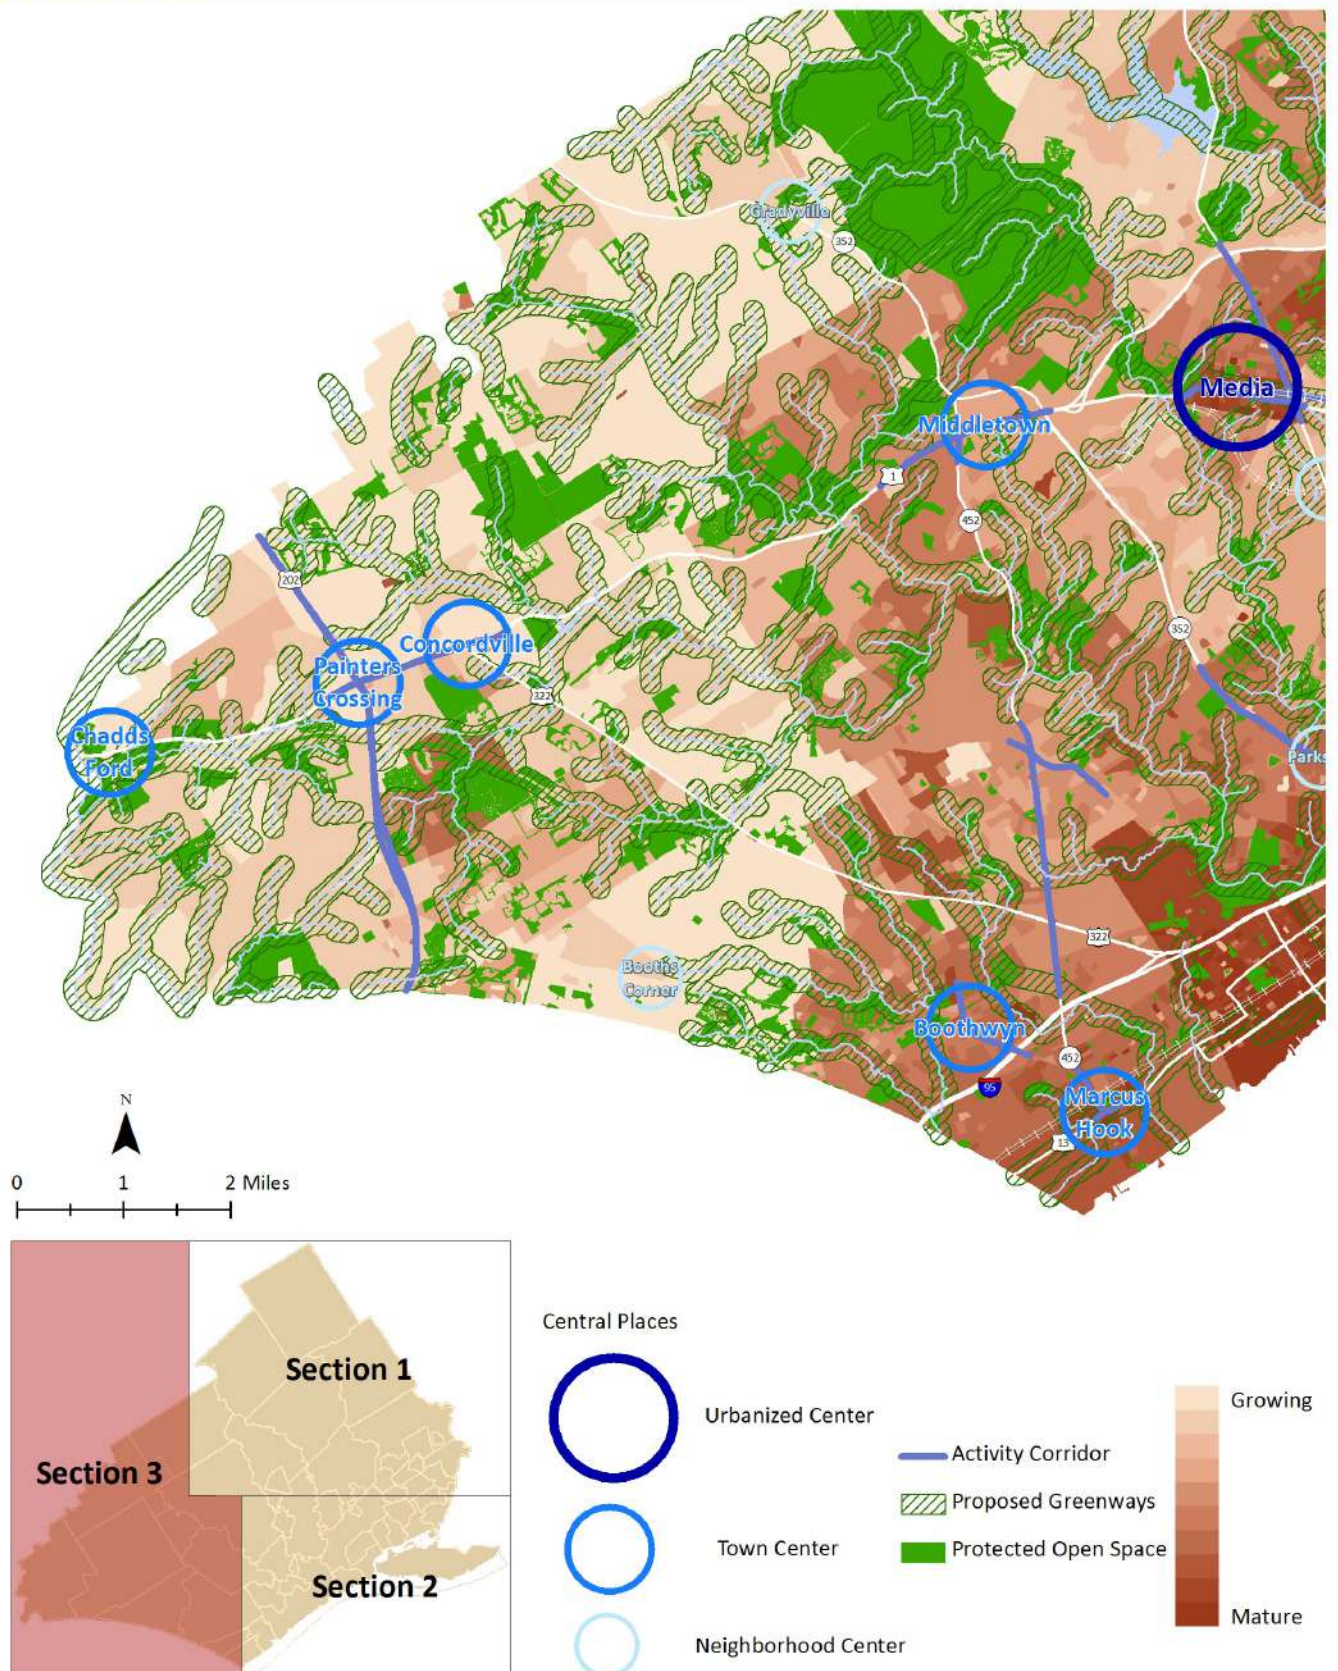 Gradyville
352
Media
Middletown
1
452
202
Concordville
Painters
Crossing
322
352
Chadds
Ford
Parks
322
Booths
Corner
Boothwyn
452
95
Marcus
Hook
13
N
0 1 2 Miles
Section 1
Section 3
Section 2
Central Places
Urbanized Center
Town Center
Neighborhood Center
Activity Corridor
Proposed Greenways
Protected Open Space
Growing
Mature